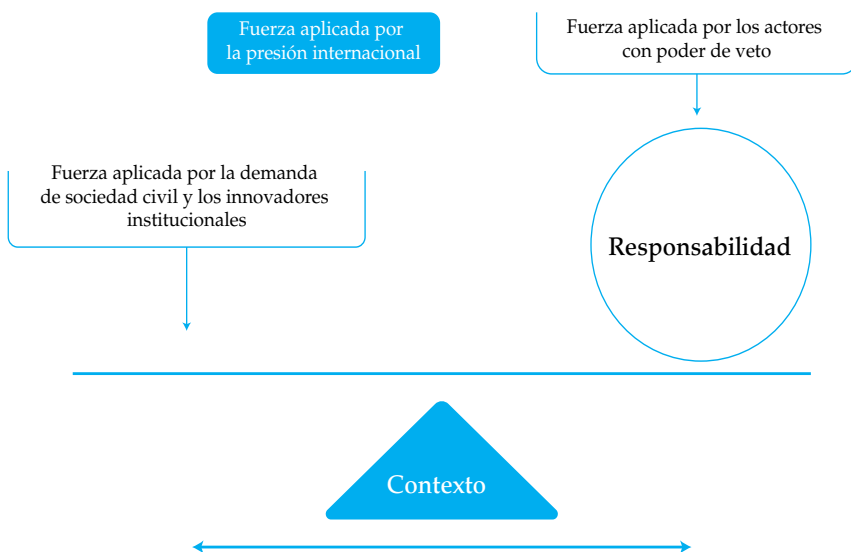 Fuerza aplicada por
la presión internacional
Fuerza aplicada por los actores
con poder de veto
Fuerza aplicada por la demanda
de sociedad civil y los innovadores
institucionales
Responsabilidad
Contexto